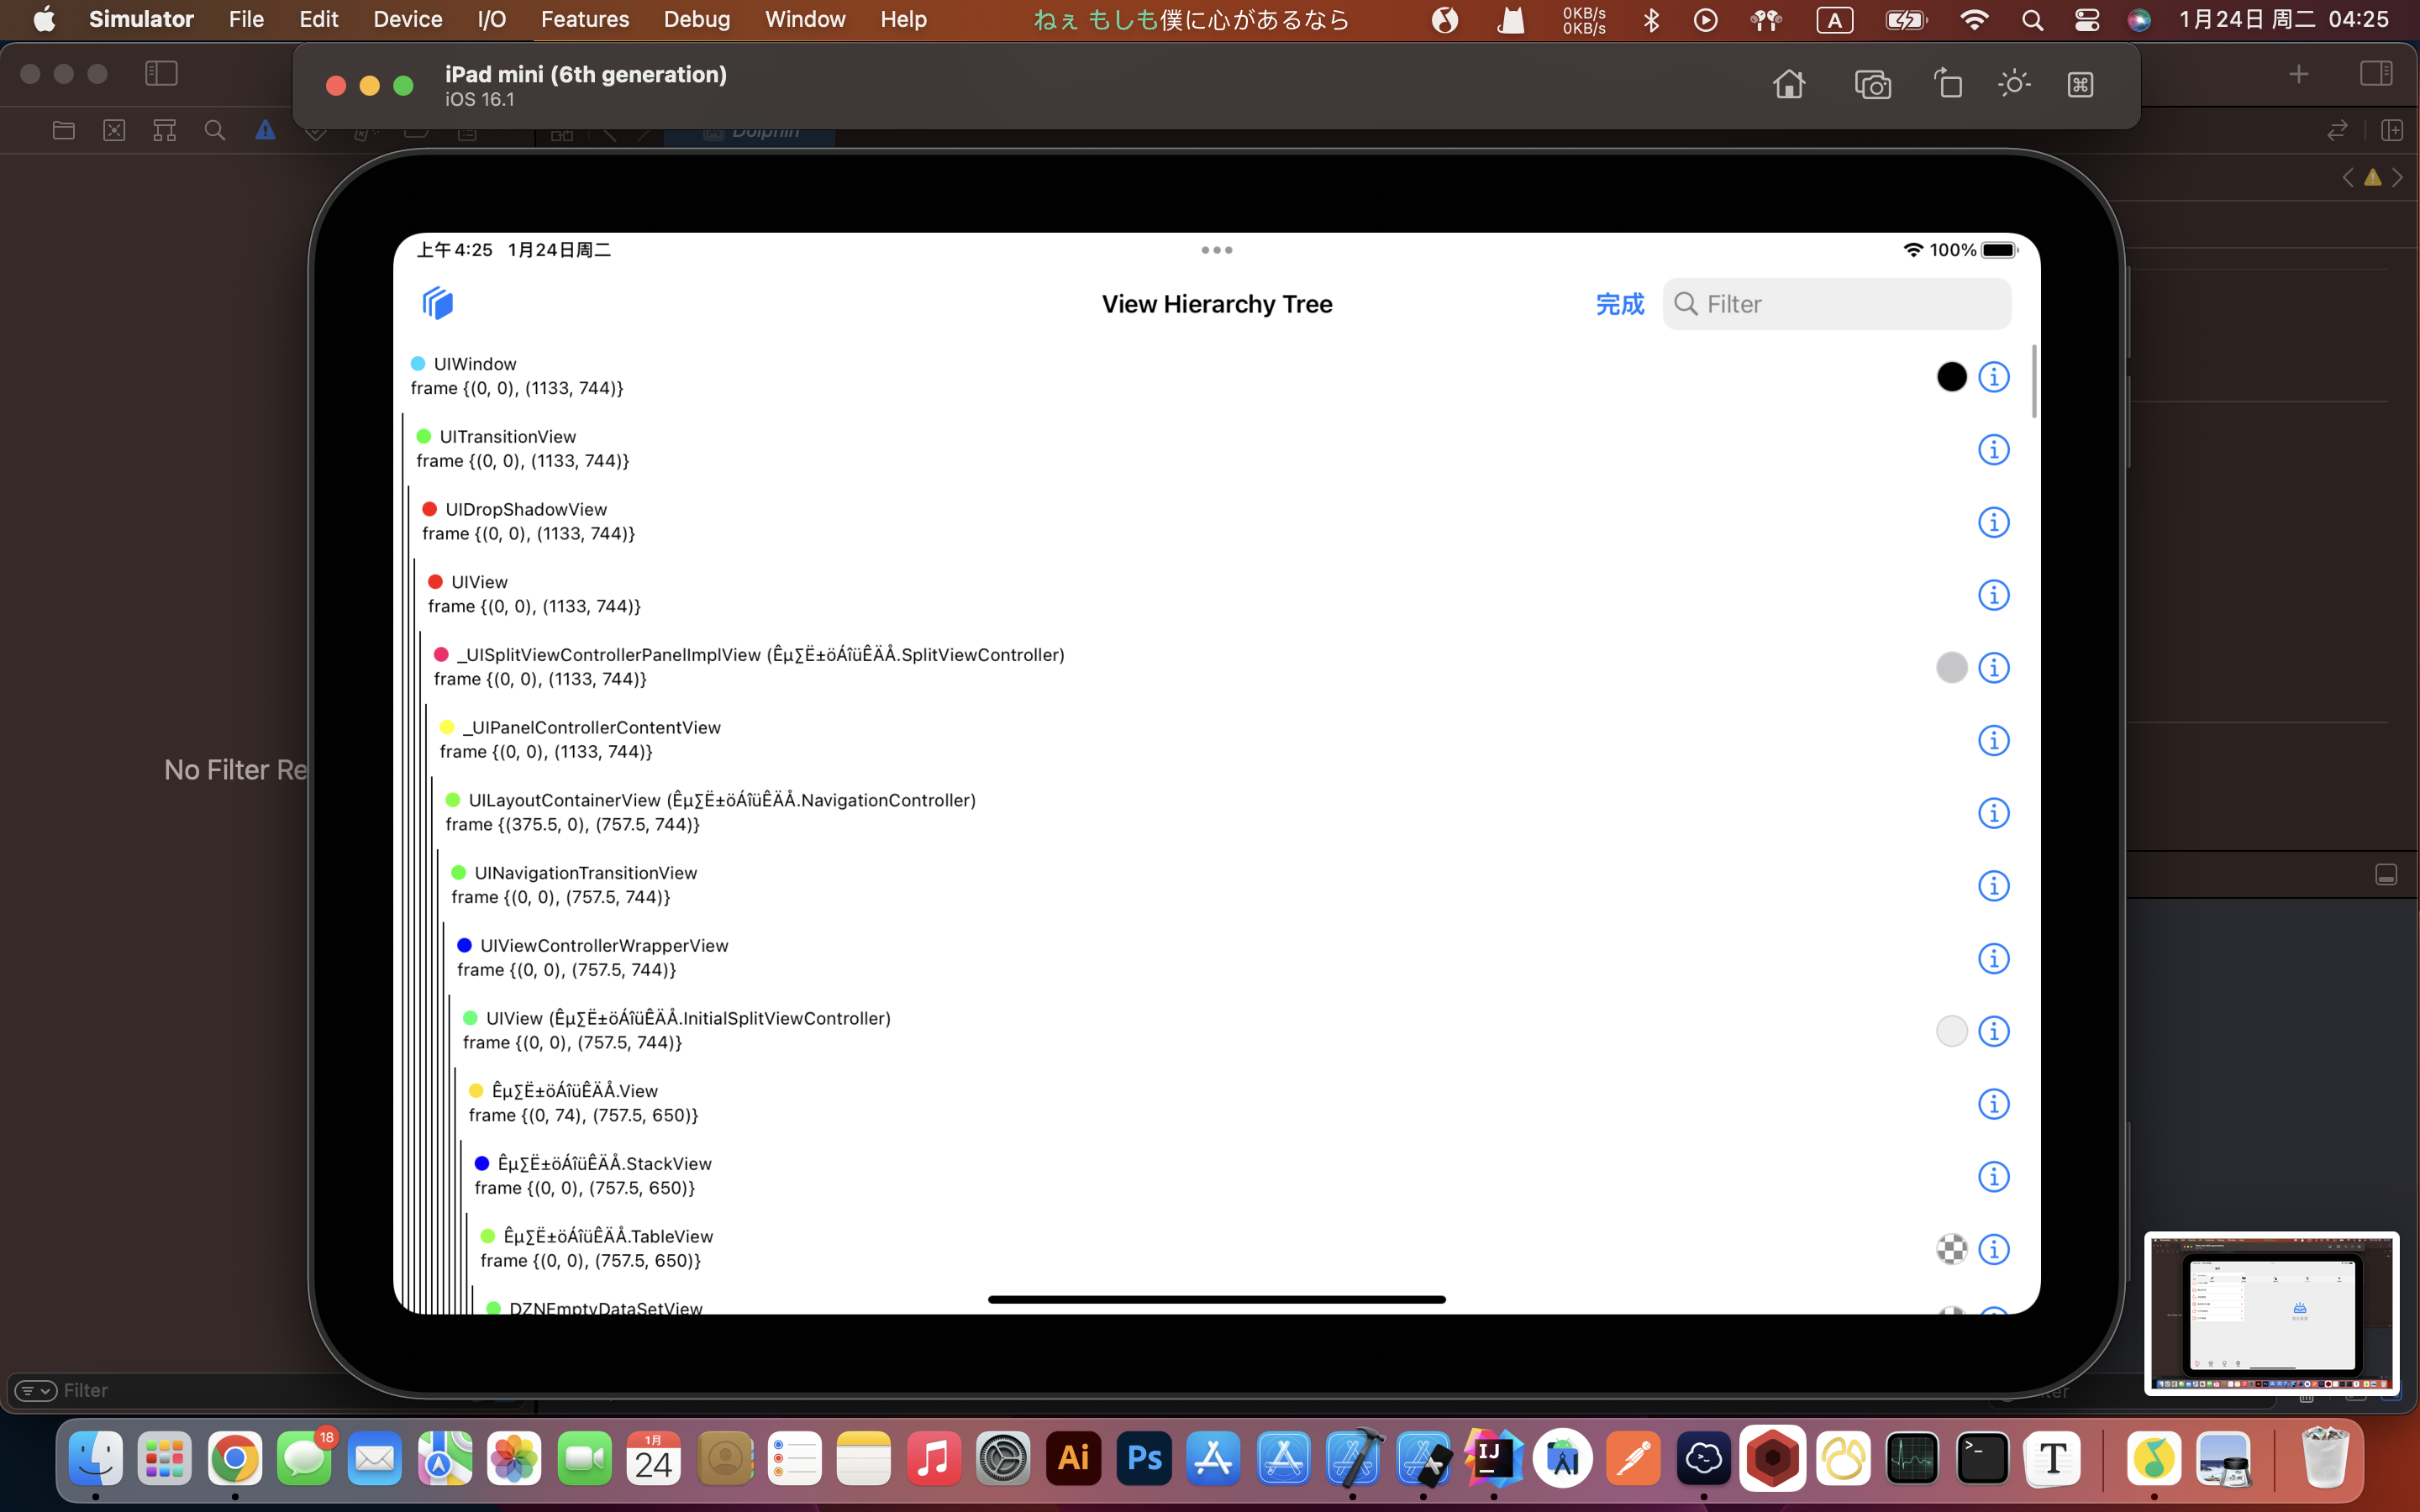 Simulator File Edit Device I/O Features Debug Window Help ねぇ もしも僕に心があるなら 0KB/s A 1月24日 周二 04:25
0KB/s
iPad mini (6th generation)
iOS 16.1
Dolphin
上午4:25 1月24日周二 100%
View Hierarchy Tree 完成 Filter
UIWindow
frame {(0, 0), (1133, 744)}
UITransitionView
frame {(0, 0), (1133, 744)}
UIDropShadowView
frame {(0, 0), (1133, 744)}
UIView
frame {(0, 0), (1133, 744)}
_UISplitViewControllerPanelImplView (Êµ∑Ë±öÁîüÊÄÅ.SplitViewController)
frame {(0, 0), (1133, 744)}
_UIPanelControllerContentView
frame {(0, 0), (1133, 744)}
No Filter Re
UILayoutContainerView (Êµ∑Ë±öÁîüÊÄÅ.NavigationController)
frame {(375.5, 0), (757.5, 744)}
UINavigationTransitionView
frame {(0, 0), (757.5, 744)}
UIViewControllerWrapperView
frame {(0, 0), (757.5, 744)}
UIView (Êµ∑Ë±öÁîüÊÄÅ.InitialSplitViewController)
frame {(0, 0), (757.5, 744)}
Êµ∑Ë±öÁîüÊÄÅ.View
frame {(0, 74), (757.5, 650)}
Êµ∑Ë±öÁîüÊÄÅ.StackView
frame {(0, 0), (757.5, 650)}
Êµ∑Ë±öÁîüÊÄÅ.TableView
frame {(0, 0), (757.5, 650)}
DZNEmptyDataSetView
Filter
18
1月
24
Ai
Ps
IJ
T